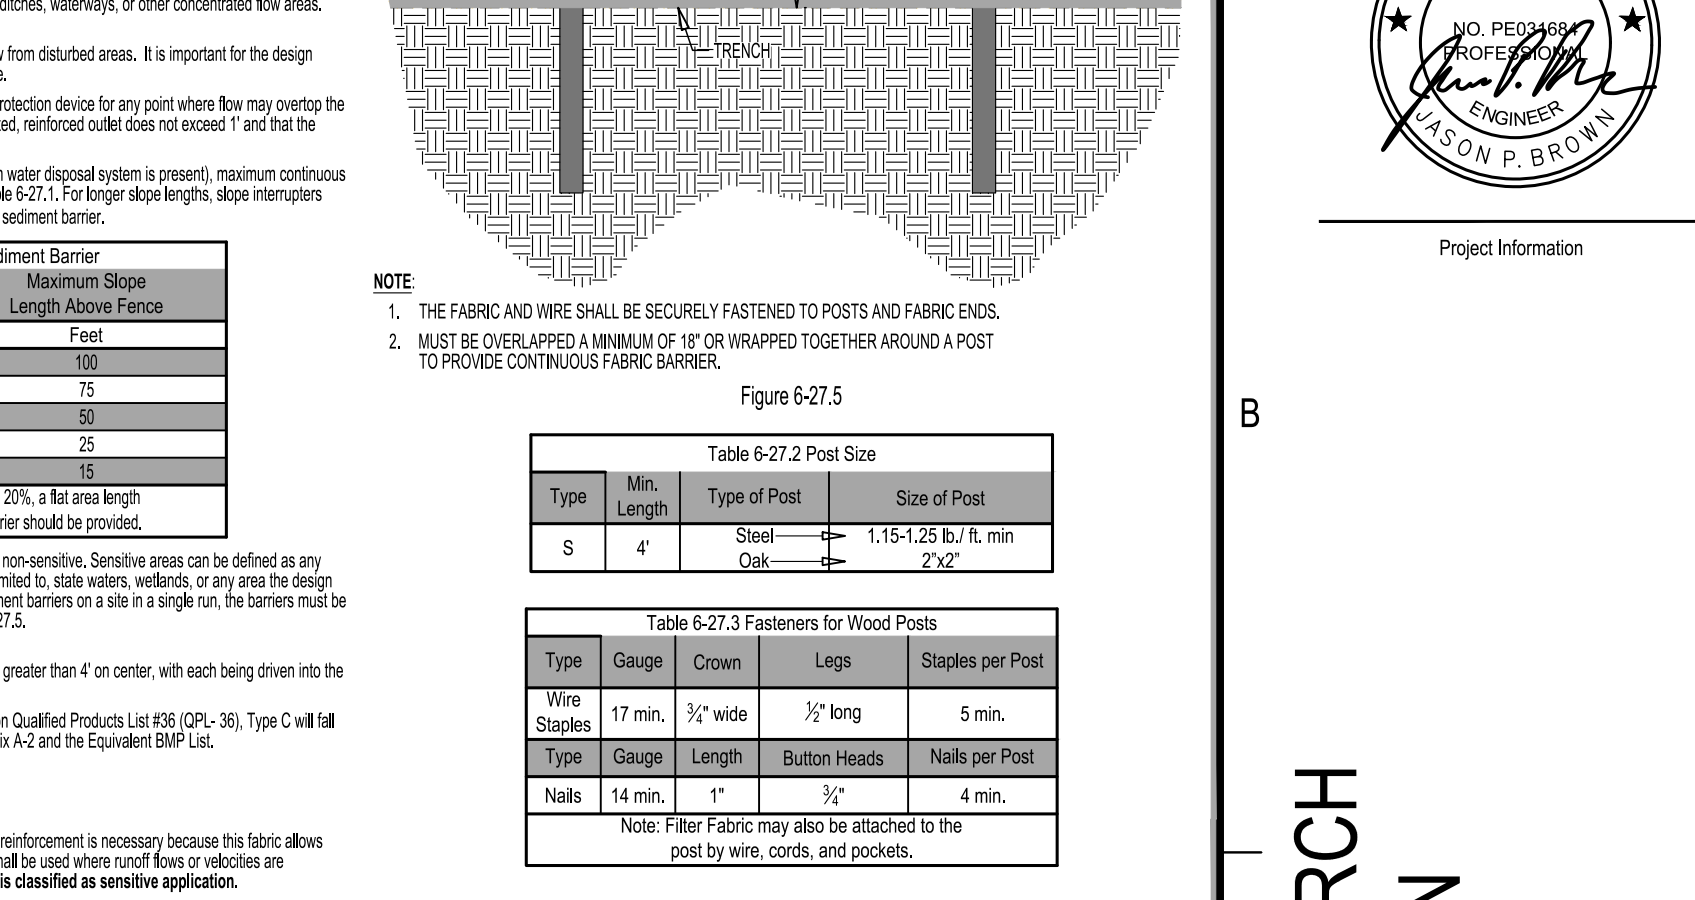 ditches, waterways, or other concentrated flow areas.
from disturbed areas. It is important for the design
e.
rotection device for any point where flow may overtop the
ed, reinforced outlet does not exceed 1' and that the
water disposal system is present), maximum continuous
le 6-27.1. For longer slope lengths, slope interrupters
sediment barrier.
diment Barrier
Maximum Slope
Length Above Fence
Feet
100
75
50
25
15
20%, a flat area length
rier should be provided.
non-sensitive. Sensitive areas can be defined as any
mited to, state waters, wetlands, or any area the design
ment barriers on a site in a single run, the barriers must be
27.5.
greater than 4' on center, with each being driven into the
n Qualified Products List #36 (QPL- 36), Type C will fall
ix A-2 and the Equivalent BMP List.
reinforcement is necessary because this fabric allows
hall be used where runoff flows or velocities are
is classified as sensitive application.
TRENCH
NOTE:
1. THE FABRIC AND WIRE SHALL BE SECURELY FASTENED TO POSTS AND FABRIC ENDS.
2. MUST BE OVERLAPPED A MINIMUM OF 18" OR WRAPPED TOGETHER AROUND A POST
TO PROVIDE CONTINUOUS FABRIC BARRIER.
Figure 6-27.5
Table 6-27.2 Post Size
Type Min. Length Type of Post Size of Post
S 4' Steel 1.15-1.25 lb./ ft. min
Oak 2"x2"
Table 6-27.3 Fasteners for Wood Posts
Type Gauge Crown Legs Staples per Post
Wire Staples 17 min. 3/4" wide 1/2" long 5 min.
Type Gauge Length Button Heads Nails per Post
Nails 14 min. 1" 3/4" 4 min.
Note: Filter Fabric may also be attached to the
post by wire, cords, and pockets.
B
NO. PE031684
PROFESSIONAL
ENGINEER
JASON P. BROWN
Project Information
RCH
N